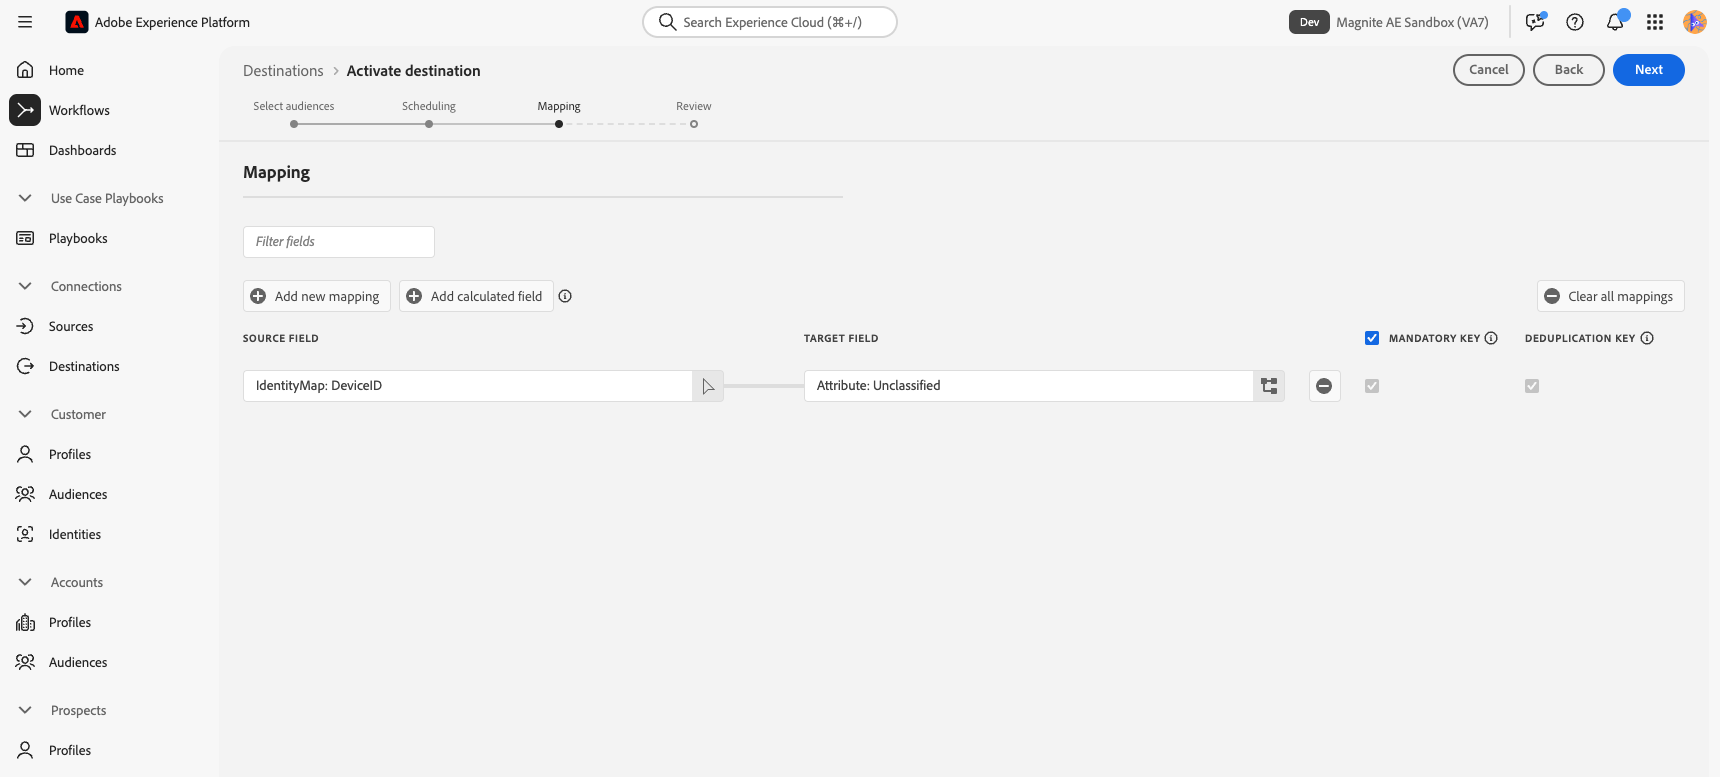 Adobe Experience Platform
Search Experience Cloud (⌘+/)
Dev
Magnite AE Sandbox (VA7)
Home
Workflows
Dashboards
Use Case Playbooks
Playbooks
Connections
Sources
Destinations
Customer
Profiles
Audiences
Identities
Accounts
Profiles
Audiences
Prospects
Profiles
Destinations > Activate destination
Cancel
Back
Next
Select audiences
Scheduling
Mapping
Review
Mapping
Filter fields
Add new mapping
Add calculated field
Clear all mappings
SOURCE FIELD
TARGET FIELD
MANDATORY KEY
DEDUPLICATION KEY
IdentityMap: DeviceID
Attribute: Unclassified